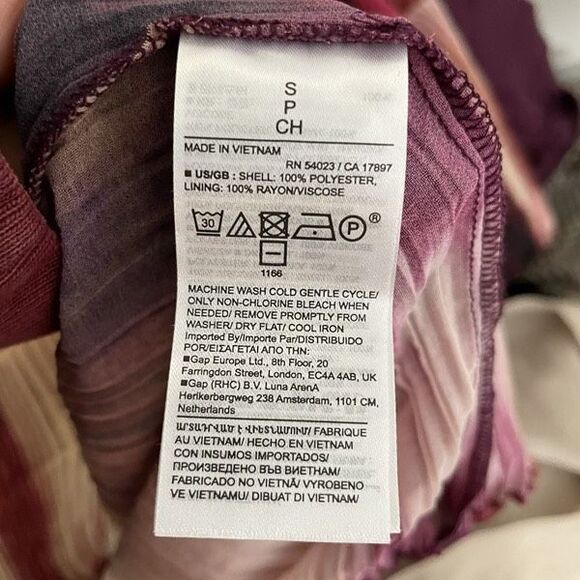 S
P
CH
MADE IN VIETNAM
RN 54023 / CA 17897
■ US/GB : SHELL: 100% POLYESTER,
LINING: 100% RAYON/VISCOSE
30 P ®
1166
MACHINE WASH COLD GENTLE CYCLE/
ONLY NON-CHLORINE BLEACH WHEN
NEEDED/ REMOVE PROMPTLY FROM
WASHER/ DRY FLAT/ COOL IRON
Imported By/Importe Par/DISTRIBUIDO
POR/ΕΙΣΑΓΕΤΑΙ ΑΠΟ ΤΗΝ:
■Gap Europe Ltd., 8th Floor, 20
Farringdon Street, London, EC4A 4AB, UK
■Gap (RHC) B.V. Luna ArenA
Herikerbergweg 238 Amsterdam, 1101 CM,
Netherlands
ԱՐՏԱԴՐՎԱԾ Է ՎԻԵՏՆԱՄՈՒՄ/ FABRIQUE
AU VIETNAM/ HECHO EN VIETNAM
CON INSUMOS IMPORTADOS/
ПРОИЗВЕДЕНО ВЪВ ВИЕТНАМ/
FABRICADO NO VIETNÃ/ VYROBENO
VE VIETNAMU/ DIBUAT DI VIETNAM/